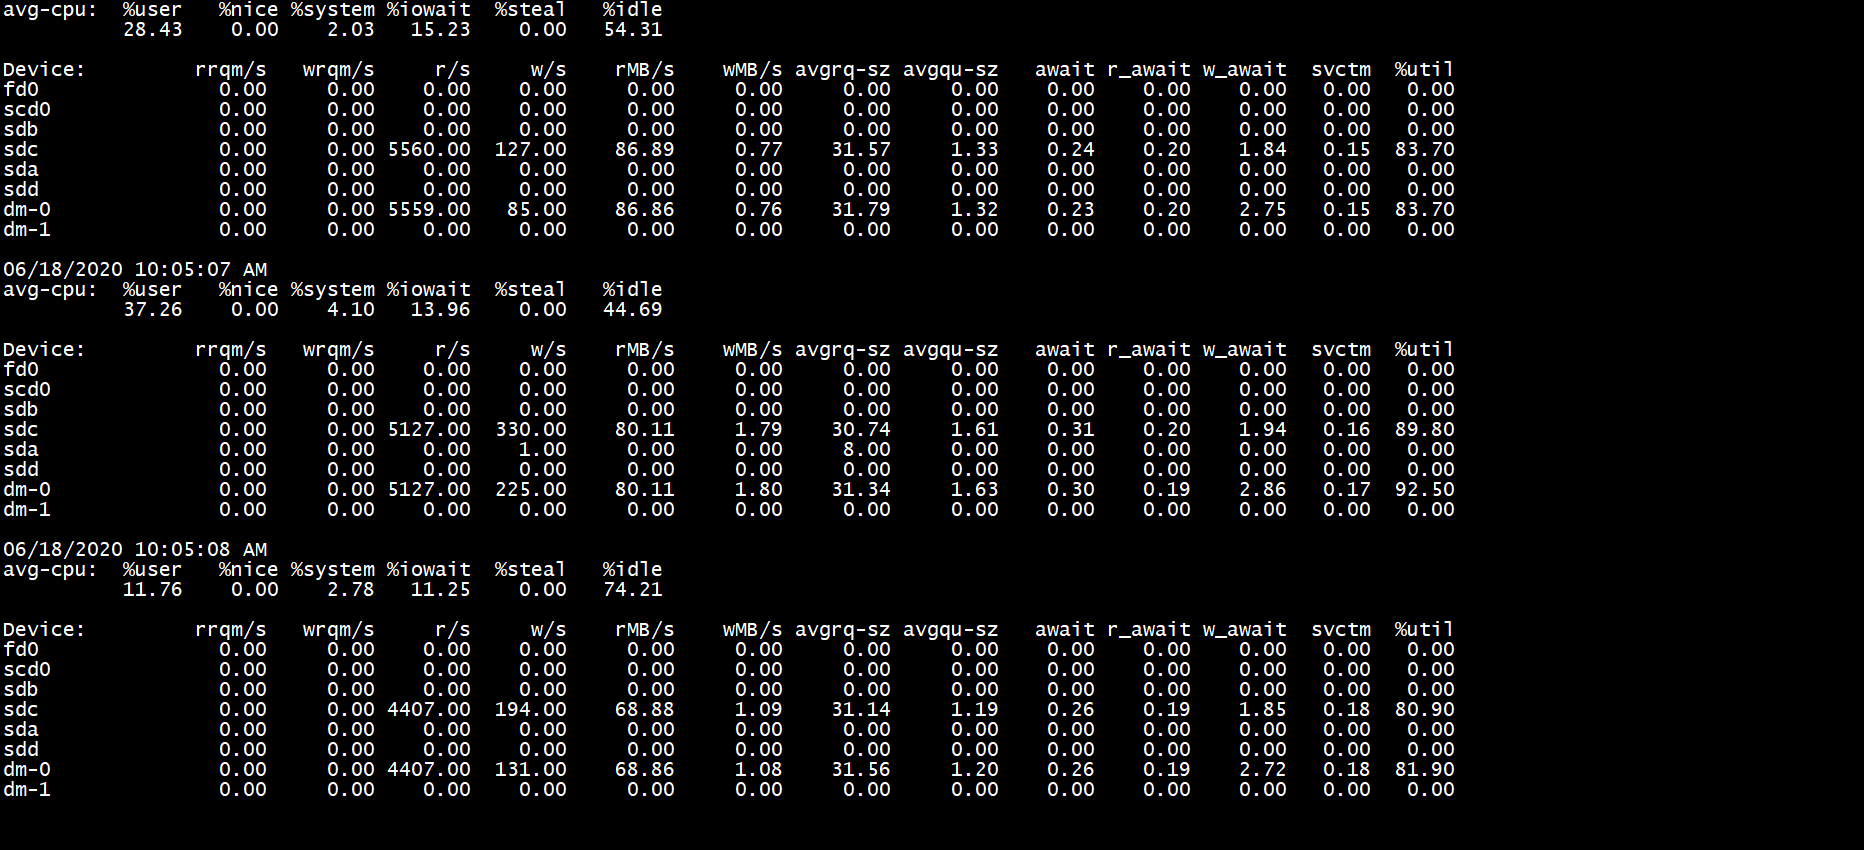 avg-cpu:  %user   %nice %system %iowait  %steal   %idle
          28.43    0.00    2.03   15.23    0.00   54.31
Device:         rrqm/s   wrqm/s     r/s     w/s    rMB/s    wMB/s avgrq-sz avgqu-sz   await r_await w_await  svctm  %util
fd0               0.00     0.00    0.00    0.00     0.00     0.00     0.00     0.00    0.00    0.00    0.00   0.00   0.00
scd0              0.00     0.00    0.00    0.00     0.00     0.00     0.00     0.00    0.00    0.00    0.00   0.00   0.00
sdb               0.00     0.00    0.00    0.00     0.00     0.00     0.00     0.00    0.00    0.00    0.00   0.00   0.00
sdc               0.00     0.00 5560.00  127.00    86.89     0.77    31.57     1.33    0.24    0.20    1.84   0.15  83.70
sda               0.00     0.00    0.00    0.00     0.00     0.00     0.00     0.00    0.00    0.00    0.00   0.00   0.00
sdd               0.00     0.00    0.00    0.00     0.00     0.00     0.00     0.00    0.00    0.00    0.00   0.00   0.00
dm-0              0.00     0.00 5559.00   85.00    86.86     0.76    31.79     1.32    0.23    0.20    2.75   0.15  83.70
dm-1              0.00     0.00    0.00    0.00     0.00     0.00     0.00     0.00    0.00    0.00    0.00   0.00   0.00
06/18/2020 10:05:07 AM
avg-cpu:  %user   %nice %system %iowait  %steal   %idle
          37.26    0.00    4.10   13.96    0.00   44.69
Device:         rrqm/s   wrqm/s     r/s     w/s    rMB/s    wMB/s avgrq-sz avgqu-sz   await r_await w_await  svctm  %util
fd0               0.00     0.00    0.00    0.00     0.00     0.00     0.00     0.00    0.00    0.00    0.00   0.00   0.00
scd0              0.00     0.00    0.00    0.00     0.00     0.00     0.00     0.00    0.00    0.00    0.00   0.00   0.00
sdb               0.00     0.00    0.00    0.00     0.00     0.00     0.00     0.00    0.00    0.00    0.00   0.00   0.00
sdc               0.00     0.00 5127.00  330.00    80.11     1.79    30.74     1.61    0.31    0.20    1.94   0.16  89.80
sda               0.00     0.00    0.00    1.00     0.00     0.00     8.00     0.00    0.00    0.00    0.00   0.00   0.00
sdd               0.00     0.00    0.00    0.00     0.00     0.00     0.00     0.00    0.00    0.00    0.00   0.00   0.00
dm-0              0.00     0.00 5127.00  225.00    80.11     1.80    31.34     1.63    0.30    0.19    2.86   0.17  92.50
dm-1              0.00     0.00    0.00    0.00     0.00     0.00     0.00     0.00    0.00    0.00    0.00   0.00   0.00
06/18/2020 10:05:08 AM
avg-cpu:  %user   %nice %system %iowait  %steal   %idle
          11.76    0.00    2.78   11.25    0.00   74.21
Device:         rrqm/s   wrqm/s     r/s     w/s    rMB/s    wMB/s avgrq-sz avgqu-sz   await r_await w_await  svctm  %util
fd0               0.00     0.00    0.00    0.00     0.00     0.00     0.00     0.00    0.00    0.00    0.00   0.00   0.00
scd0              0.00     0.00    0.00    0.00     0.00     0.00     0.00     0.00    0.00    0.00    0.00   0.00   0.00
sdb               0.00     0.00    0.00    0.00     0.00     0.00     0.00     0.00    0.00    0.00    0.00   0.00   0.00
sdc               0.00     0.00 4407.00  194.00    68.88     1.09    31.14     1.19    0.26    0.19    1.85   0.18  80.90
sda               0.00     0.00    0.00    0.00     0.00     0.00     0.00     0.00    0.00    0.00    0.00   0.00   0.00
sdd               0.00     0.00    0.00    0.00     0.00     0.00     0.00     0.00    0.00    0.00    0.00   0.00   0.00
dm-0              0.00     0.00 4407.00  131.00    68.86     1.08    31.56     1.20    0.26    0.19    2.72   0.18  81.90
dm-1              0.00     0.00    0.00    0.00     0.00     0.00     0.00     0.00    0.00    0.00    0.00   0.00   0.00